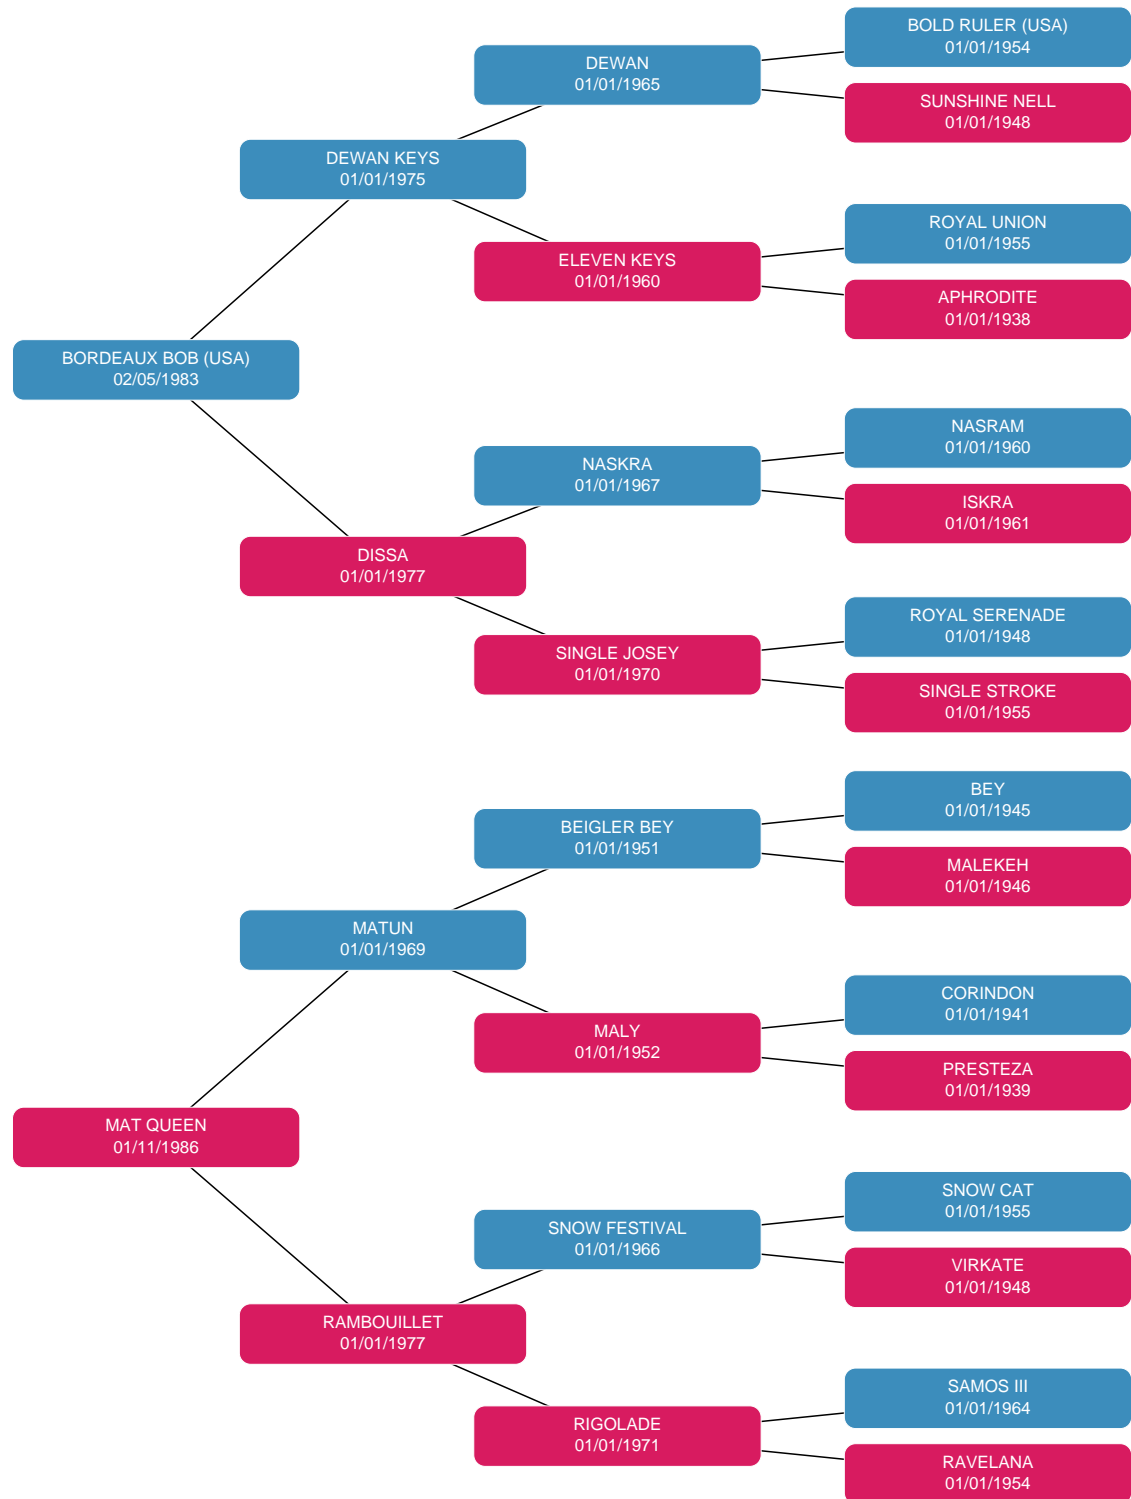 BOLD RULER (USA)
01/01/1954
DEWAN
01/01/1965
SUNSHINE NELL
01/01/1948
DEWAN KEYS
01/01/1975
ROYAL UNION
01/01/1955
ELEVEN KEYS
01/01/1960
APHRODITE
01/01/1938
BORDEAUX BOB (USA)
02/05/1983
NASRAM
01/01/1960
NASKRA
01/01/1967
ISKRA
01/01/1961
DISSA
01/01/1977
ROYAL SERENADE
01/01/1948
SINGLE JOSEY
01/01/1970
SINGLE STROKE
01/01/1955
BEY
01/01/1945
BEIGLER BEY
01/01/1951
MALEKEH
01/01/1946
MATUN
01/01/1969
CORINDON
01/01/1941
MALY
01/01/1952
PRESTEZA
01/01/1939
MAT QUEEN
01/11/1986
SNOW CAT
01/01/1955
SNOW FESTIVAL
01/01/1966
VIRKATE
01/01/1948
RAMBOUILLET
01/01/1977
SAMOS III
01/01/1964
RIGOLADE
01/01/1971
RAVELANA
01/01/1954